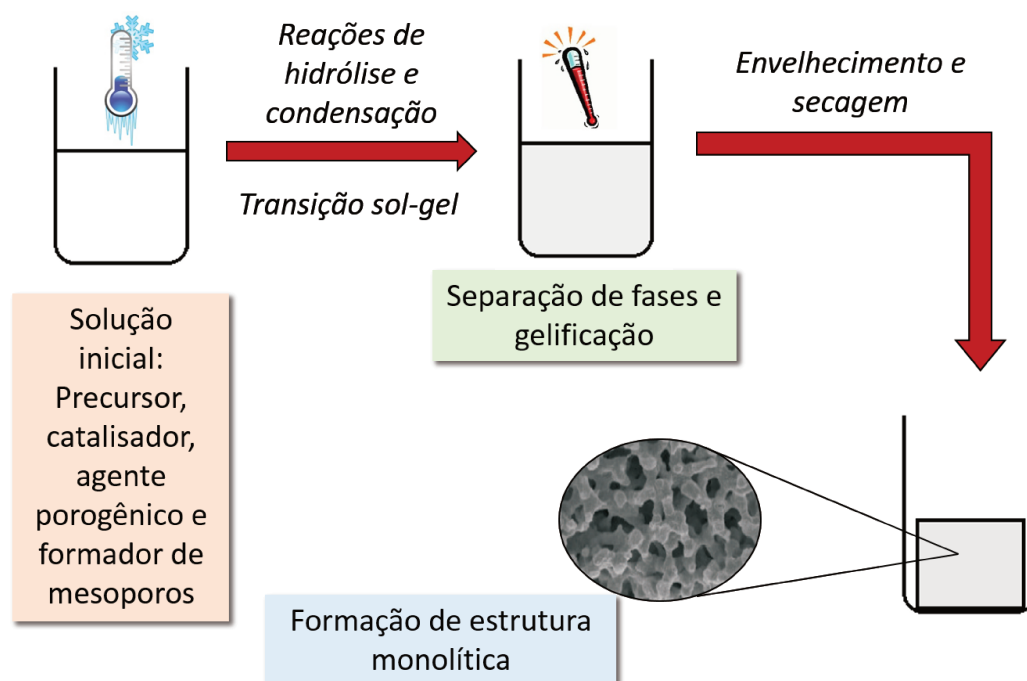 Reações de
hidrólise e
condensação
Transição sol-gel
Envelhecimento e
secagem
Solução
inicial:
Precursor,
catalisador,
agente
porogênico e
formador de
mesoporos
Separação de fases e
gelificação
Formação de estrutura
monolítica